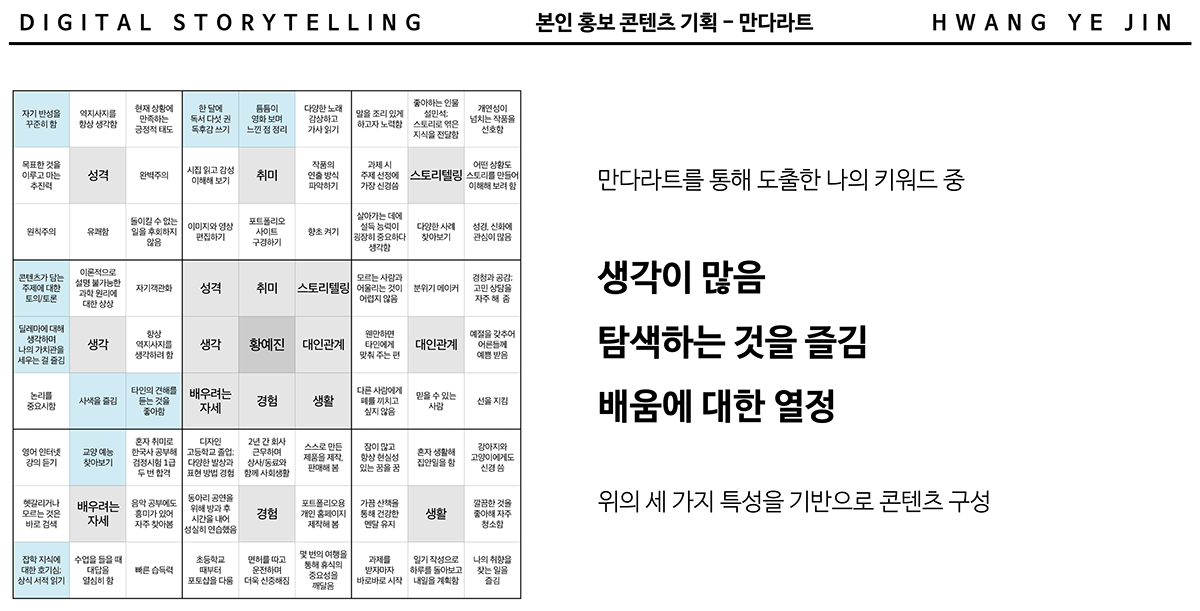 DIGITAL STORYTELLING
본인 홍보 콘텐츠 기획 - 만다라트
HWANG YE JIN
자기 반성을
꾸준히 함
역지사지를
항상 생각함
현재 상황에
만족하는
긍정적 태도
한 달에
독서 다섯 권
독후감 쓰기
틈틈이
영화 보며
느낀 점 정리
다양한 노래
감상하고
가사 읽기
말을 조리 있게
하고자 노력함
좋아하는 인물
설민석;
스토리로 엮은
지식을 전달함
개연성이
넘치는 작품을
선호함
목표한 것을
이루고 마는
추진력
성격
완벽주의
시집 읽고 감성
이해해 보기
취미
작품의
연출 방식
파악하기
과제 시
주제 선정에
가장 신경씀
스토리텔링
어떤 상황도
스토리를 만들어
이해해 보려 함
원칙주의
유쾌함
돌이킬 수 없는
일을 후회하지
않음
이미지와 영상
편집하기
포트폴리오
사이트
구경하기
향초 켜기
살아가는 데에
설득 능력이
굉장히 중요하다
생각함
다양한 사례
찾아보기
성경, 신화에
관심이 많음
콘텐츠가 담는
주제에 대한
토의/토론
이론적으로
설명 불가능한
과학 원리에
대한 상상
자기객관화
성격
취미
스토리텔링
모르는 사람과
어울리는 것이
어렵지 않음
분위기 메이커
경청과 공감;
고민 상담을
자주 해 줌
딜레마에 대해
생각하며
나의 가치관을
세우는 걸 즐김
생각
항상
역지사지를
생각하려 함
생각
황예진
대인관계
웬만하면
타인에게
맞춰 주는 편
대인관계
예절을 갖추어
어른들께
예쁨 받음
논리를
중요시함
사색을 즐김
타인의 견해를
듣는 것을
좋아함
배우려는
자세
경험
생활
다른 사람에게
폐를 끼치고
싶지 않음
믿을 수 있는
사람
선을 지킴
영어 인터넷
강의 듣기
교양 예능
찾아보기
혼자 취미로
한국사 공부해
검정시험 1급
두 번 합격
디자인
고등학교 졸업;
다양한 발상과
표현 방법 경험
2년 간 회사
근무하며
상사/동료와
함께 사회생활
스스로 만든
제품을 제작,
판매해 봄
잠이 많고
항상 현실성
있는 꿈을 꿈
혼자 생활해
집안일을 함
강아지와
고양이에게도
신경 씀
헷갈리거나
모르는 것은
바로 검색
배우려는
자세
음악 공부에도
흥미가 있어
자주 찾아봄
동아리 공연을
위해 방과 후
시간을 내어
성실히 연습했음
경험
포트폴리오용
개인 홈페이지
제작해 봄
가끔 산책을
통해 건강한
멘탈 유지
생활
깔끔한 것을
좋아해 자주
청소함
잡학 지식에
대한 호기심;
상식 서적 읽기
수업을 들을 때
대답을
열심히 함
빠른 습득력
초등학교
때부터
포토샵을 다룸
면허를 따고
운전하며
더욱 신중해짐
몇 번의 여행을
통해 휴식의
중요성을
깨달음
과제를
받자마자
바로바로 시작
일기 작성으로
하루를 돌아보고
내일을 계획함
나의 취향을
찾는 일을
즐김
만다라트를 통해 도출한 나의 키워드 중
생각이 많음
탐색하는 것을 즐김
배움에 대한 열정
위의 세 가지 특성을 기반으로 콘텐츠 구성